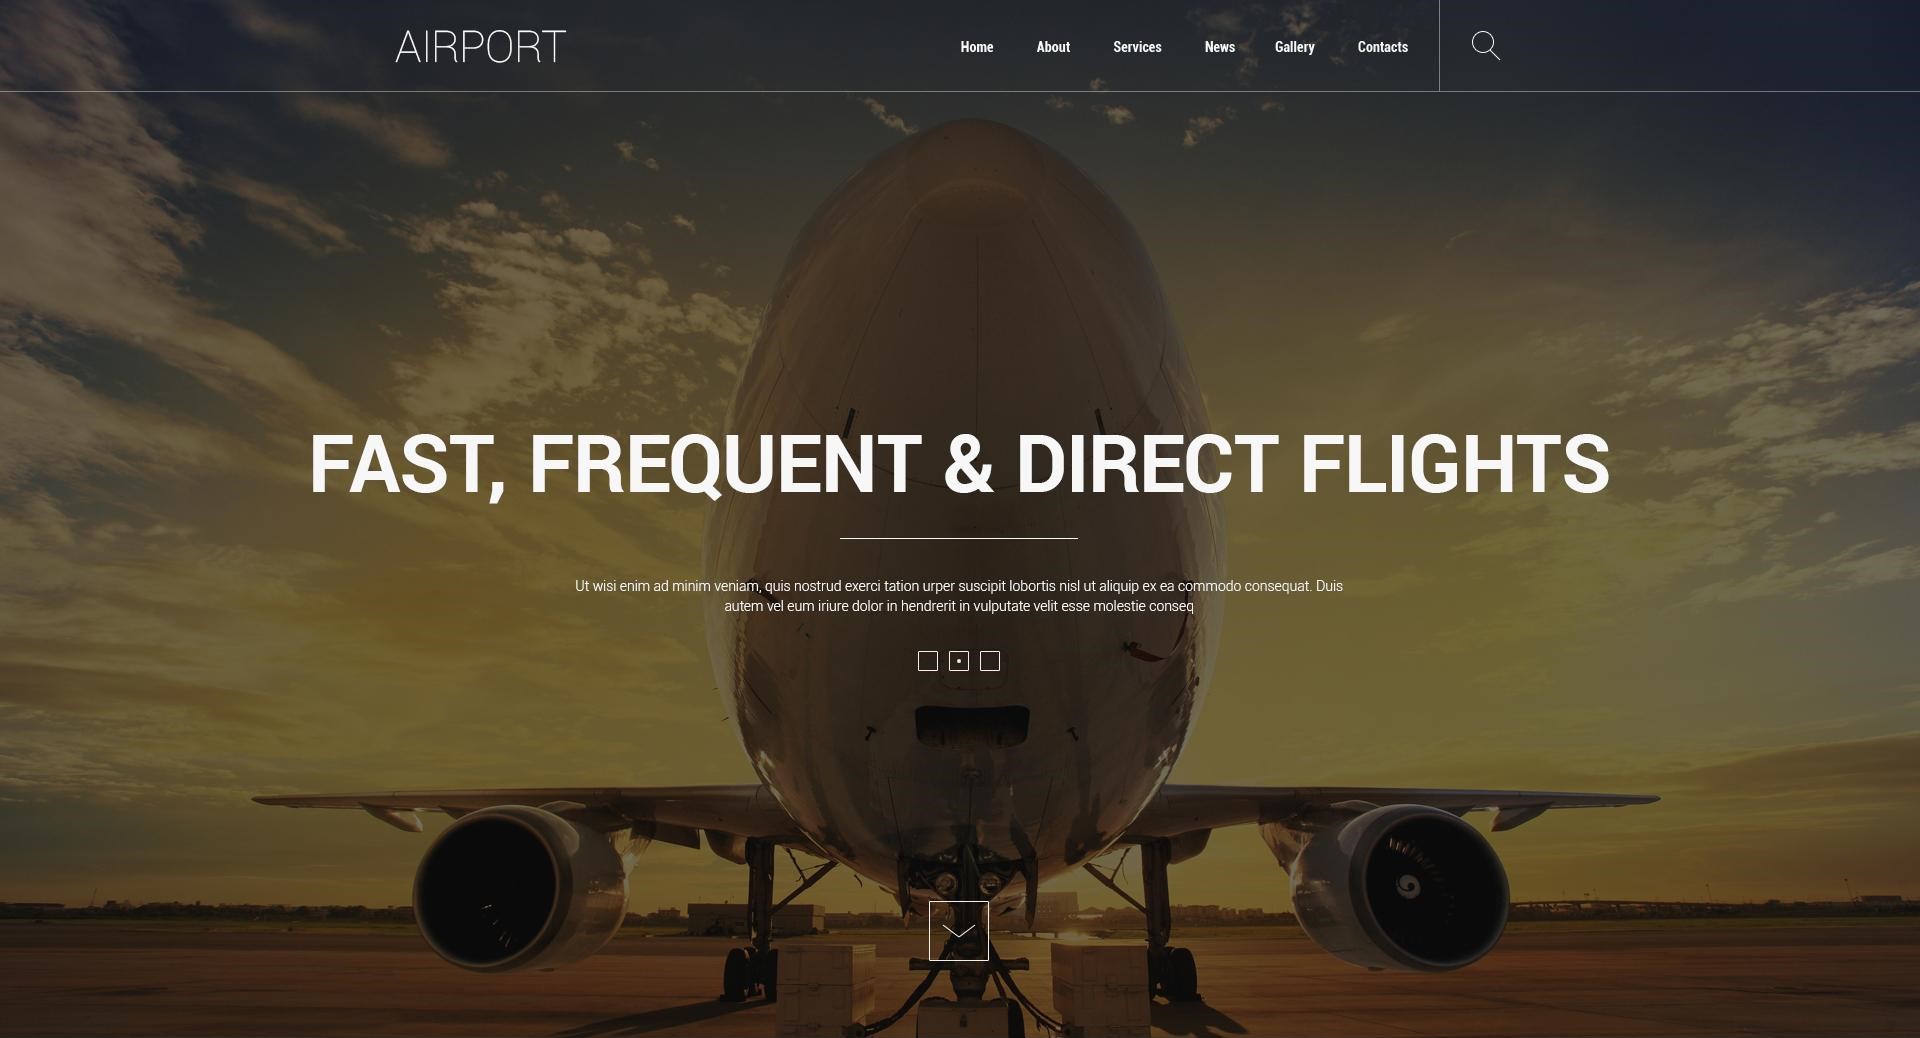 AIRPORT
Home About Services News Gallery Contacts
FAST, FREQUENT & DIRECT FLIGHTS
Ut wisi enim ad minim veniam, quis nostrud exerci tation urper suscipit lobortis nisl ut aliquip ex ea commodo consequat. Duis
autem vel eum iriure dolor in hendrerit in vulputate velit esse molestie conseq